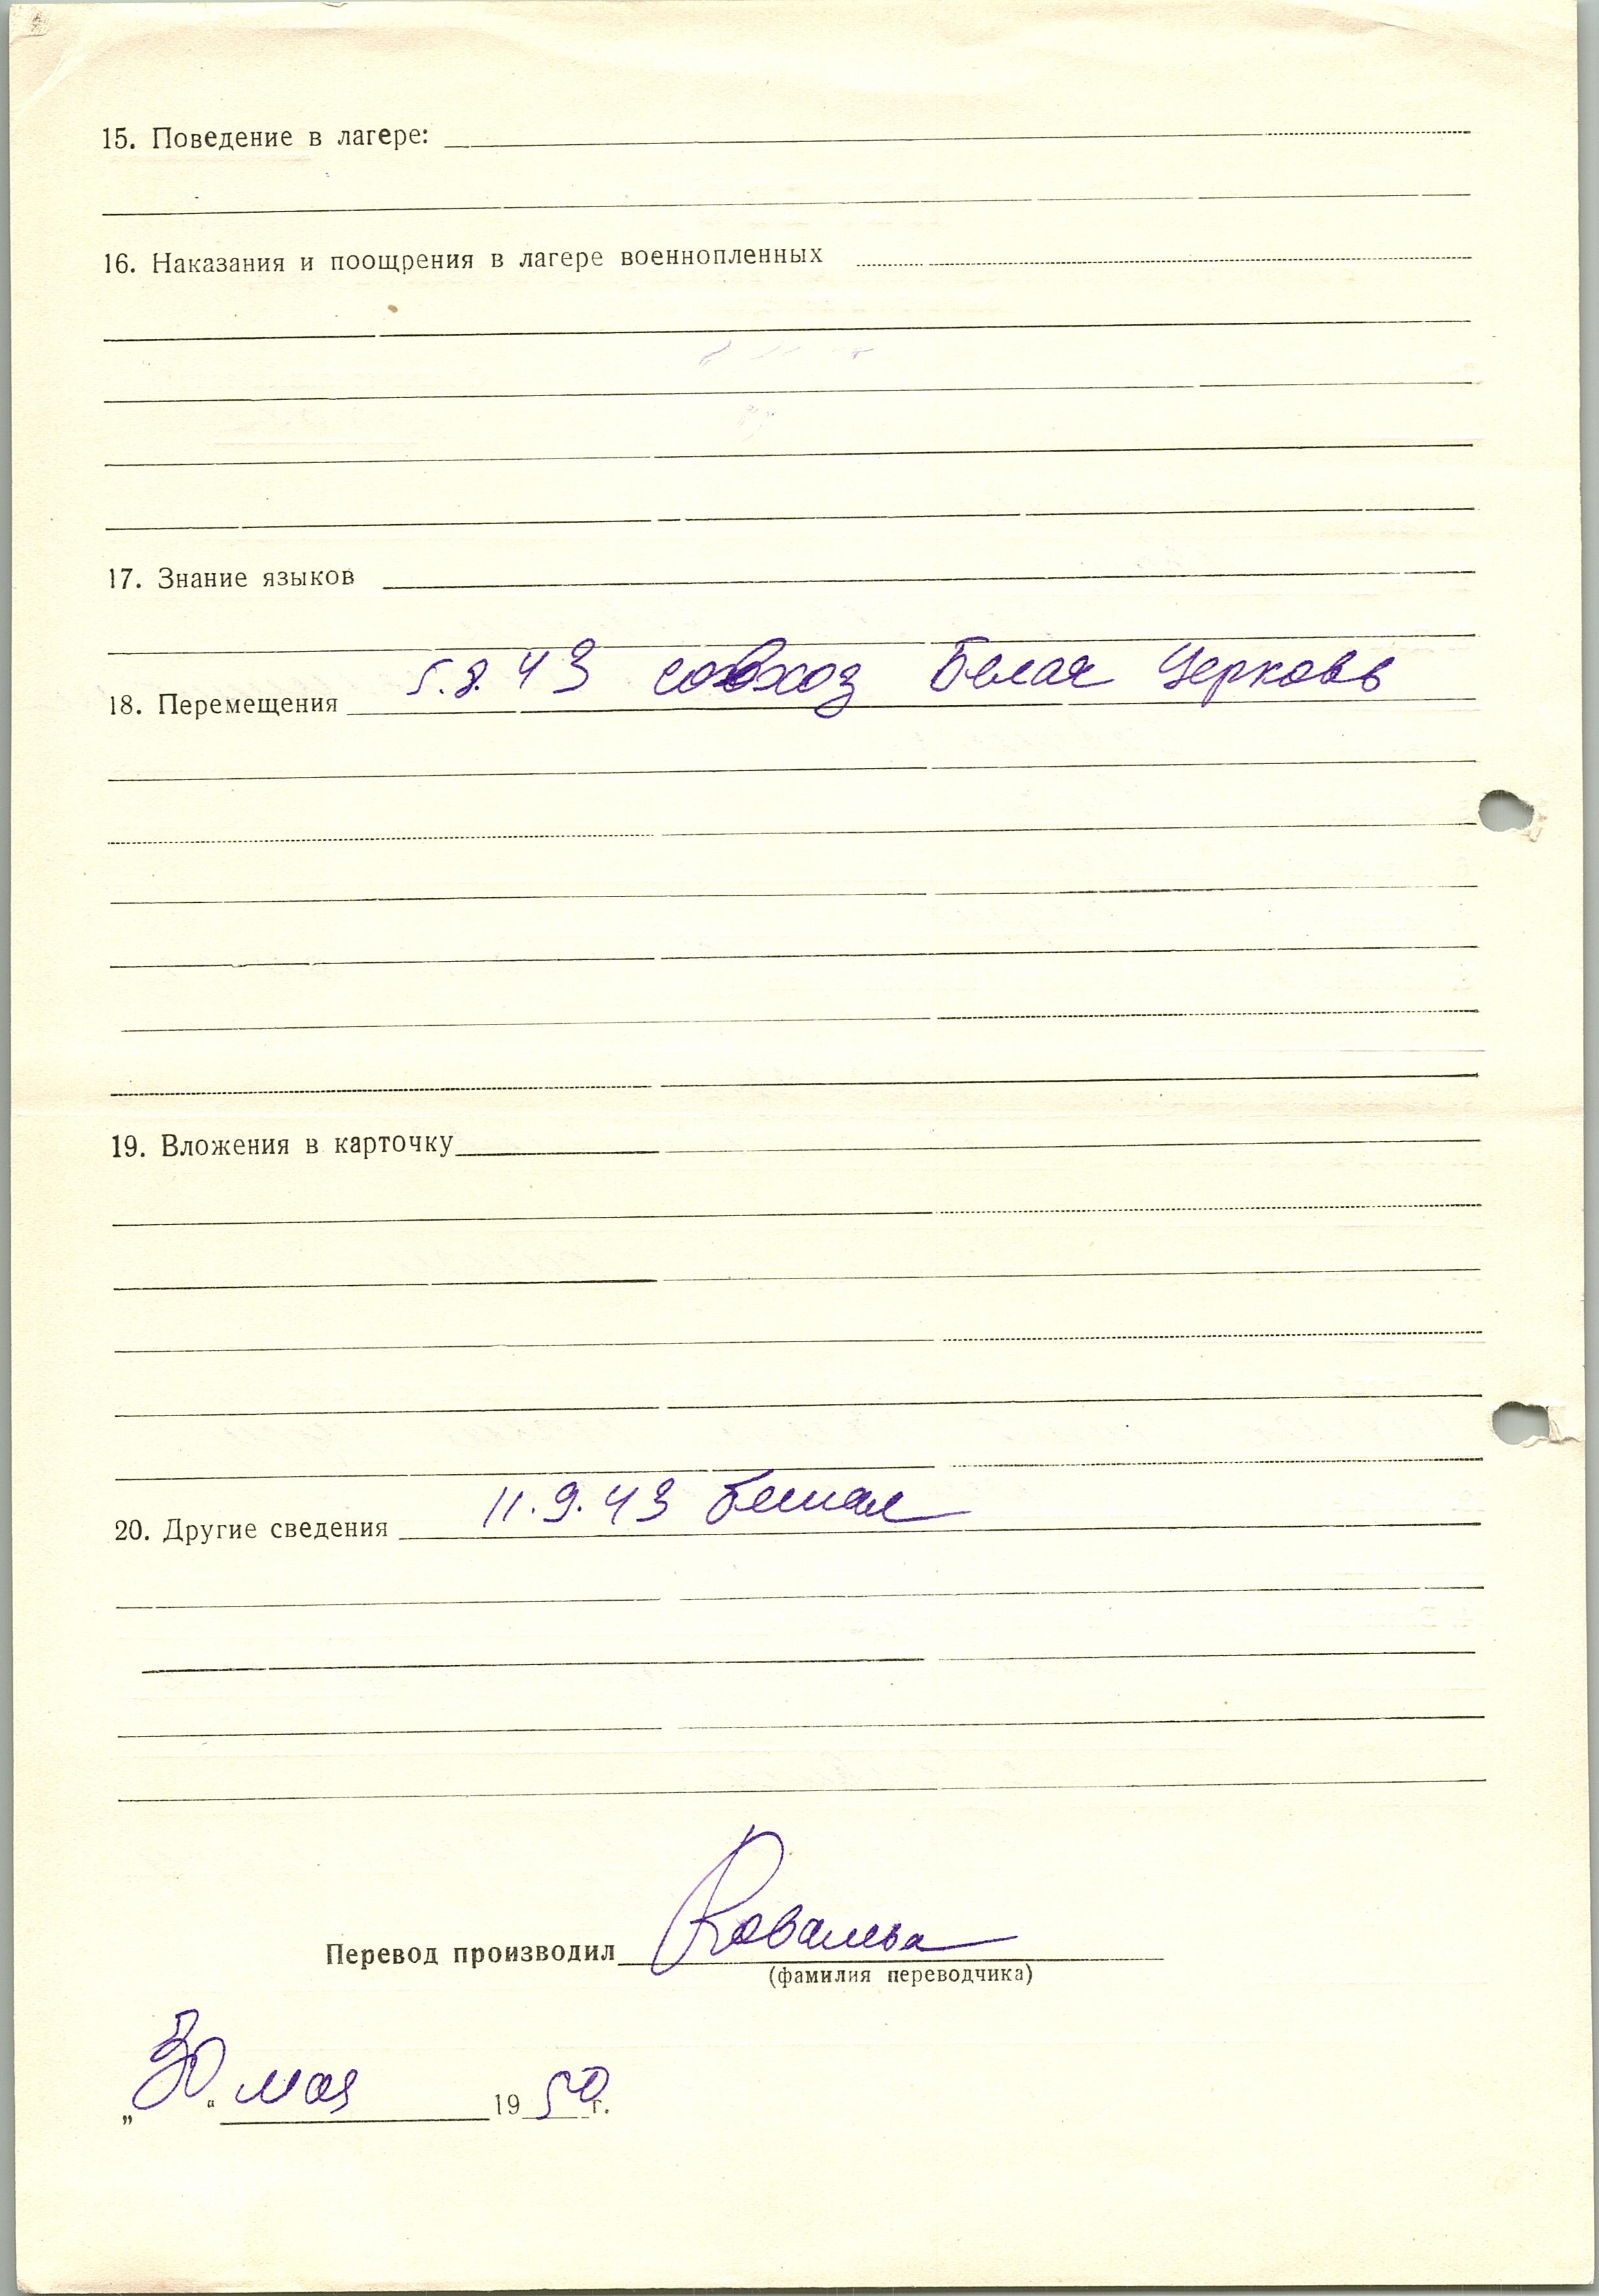 15. Поведение в лагере:
16. Наказания и поощрения в лагере военнопленных
17. Знание языков
18. Перемещения 5.8.43 совхоз Белая Церковь
19. Вложения в карточку
20. Другие сведения 11.9.43 бежал
Перевод производил Ковалева
(фамилия переводчика)
„30“ мая 1950 г.